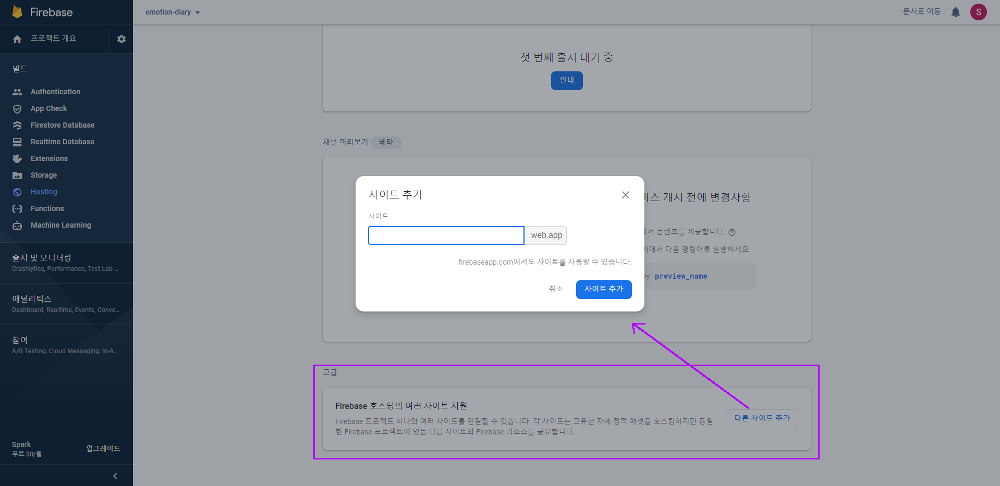 Firebase
emotion-diary
문서로 이동
S
프로젝트 개요
빌드
Authentication
App Check
Firestore Database
Realtime Database
Extensions
Storage
Hosting
Functions
Machine Learning
출시 및 모니터링
Crashlytics, Performance, Test Lab ...
애널리틱스
Dashboard, Realtime, Events, Conve...
참여
A/B Testing, Cloud Messaging, In-A...
Spark
무료 $0/월
업그레이드
첫 번째 출시 대기 중
안내
채널 미리보기 베타
스 개시 전에 변경사항
에서 콘텐츠를 제공합니다.
리에서 다음 명령어를 실행하세요.
preview_name
사이트 추가
사이트
.web.app
firebaseapp.com에서도 사이트를 사용할 수 있습니다.
취소
사이트 추가
고급
Firebase 호스팅의 여러 사이트 지원
Firebase 프로젝트 하나와 여러 사이트를 연결할 수 있습니다. 각 사이트는 고유한 자체 정적 애셋을 호스팅하지만 동일
한 Firebase 프로젝트에 있는 다른 사이트와 Firebase 리소스를 공유합니다.
다른 사이트 추가